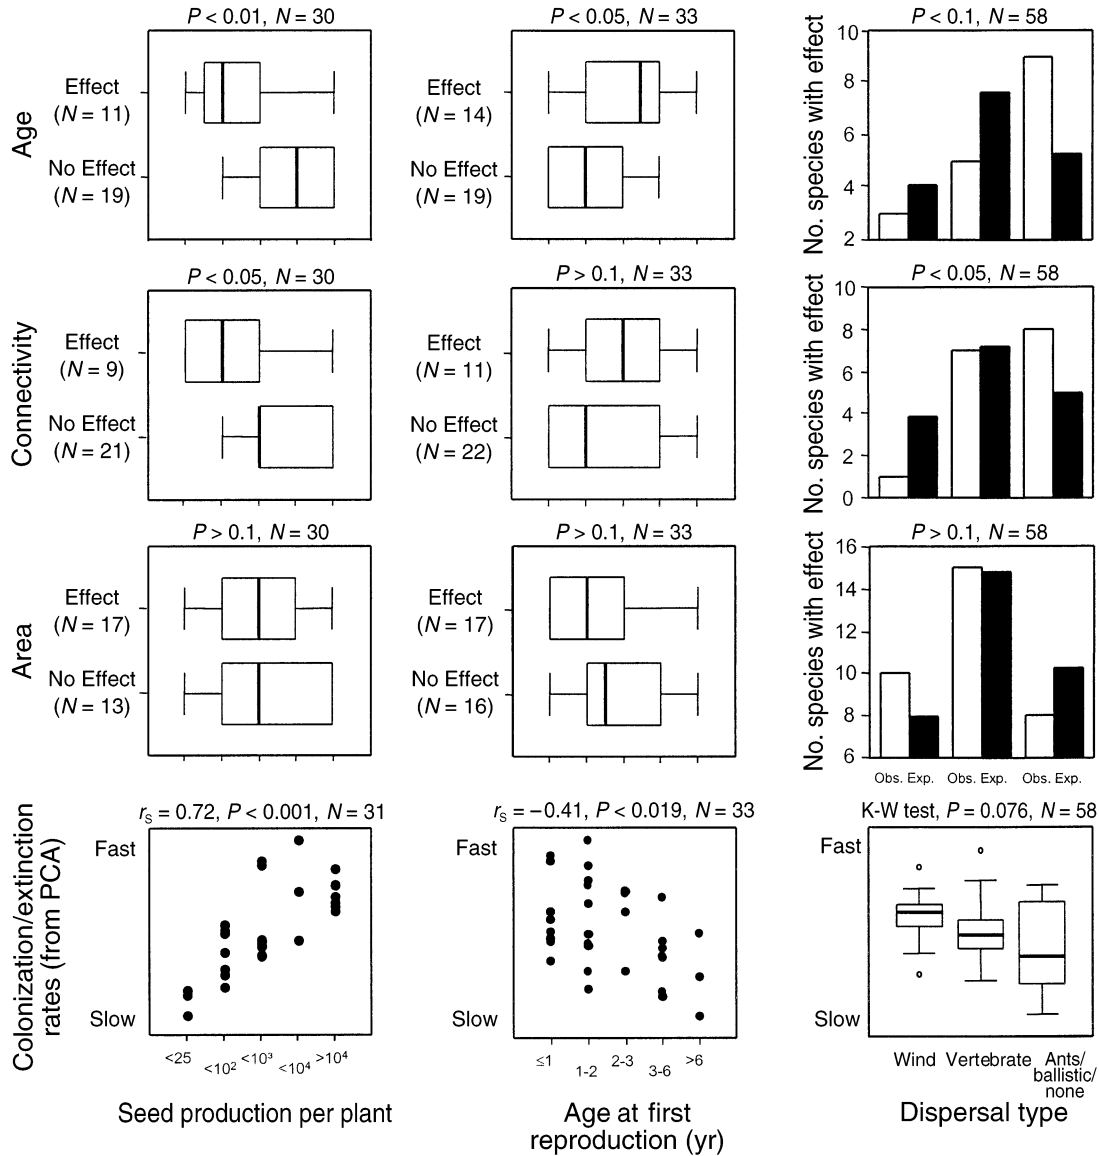 P < 0.01, N = 30
P < 0.05, N = 33
P < 0.1, N = 58
Age
Effect
(N = 11)
No Effect
(N = 19)
Effect
(N = 14)
No Effect
(N = 19)
No. species with effect
10
8
6
4
2
P < 0.05, N = 30
P > 0.1, N = 33
P < 0.05, N = 58
Connectivity
Effect
(N = 9)
No Effect
(N = 21)
Effect
(N = 11)
No Effect
(N = 22)
No. species with effect
10
8
6
4
2
0
P > 0.1, N = 30
P > 0.1, N = 33
P > 0.1, N = 58
Area
Effect
(N = 17)
No Effect
(N = 13)
Effect
(N = 17)
No Effect
(N = 16)
No. species with effect
16
14
12
10
8
6
Obs. Exp. Obs. Exp. Obs. Exp.
rS = 0.72, P < 0.001, N = 31
rS = −0.41, P < 0.019, N = 33
K-W test, P = 0.076, N = 58
Colonization/extinction
rates (from PCA)
Fast
Slow
Fast
Slow
Fast
Slow
<25 <10² <10³ <10⁴ >10⁴
≤1 1-2 2-3 3-6 >6
Wind Vertebrate Ants/
ballistic/
none
Seed production per plant
Age at first
reproduction (yr)
Dispersal type